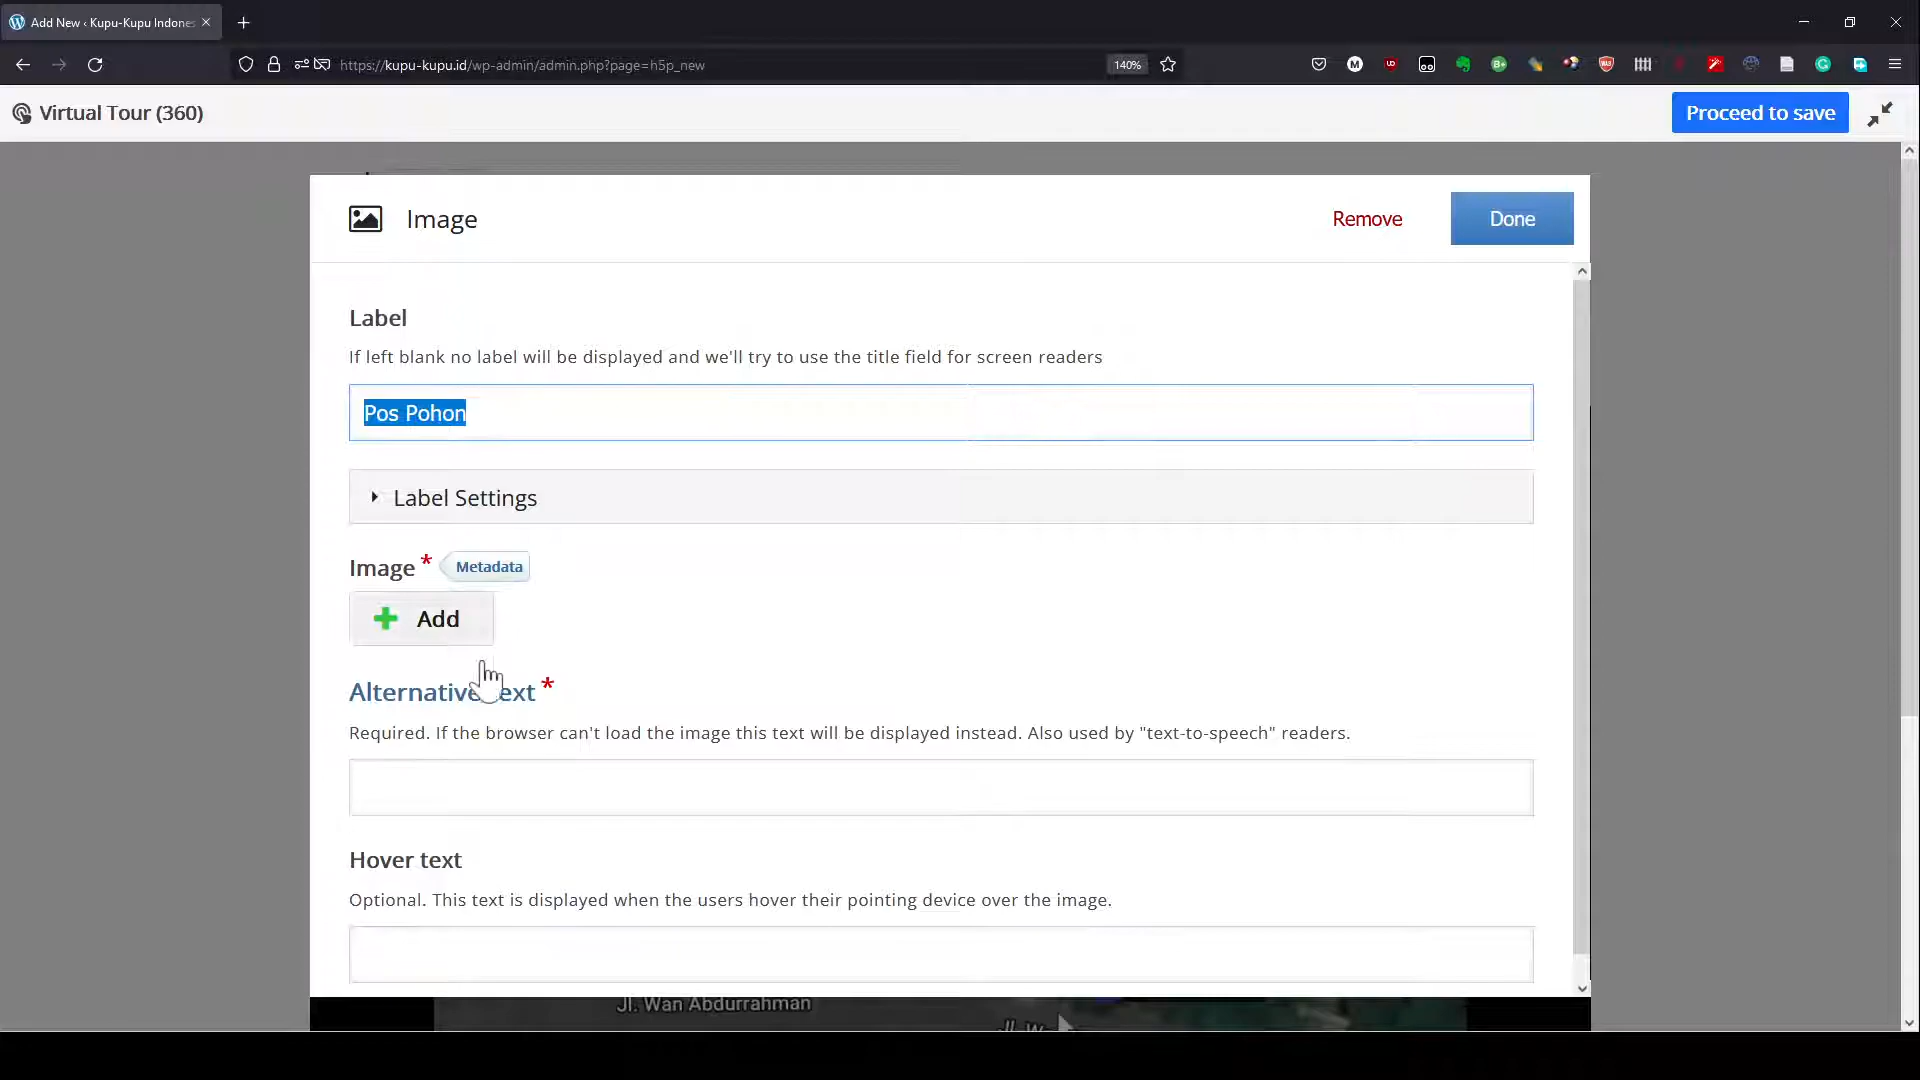 Add New ‹ Kupu-Kupu Indones
https://kupu-kupu.id/wp-admin/admin.php?page=h5p_new
140%
Virtual Tour (360)
Proceed to save
Image
Remove
Done
Label
If left blank no label will be displayed and we'll try to use the title field for screen readers
Pos Pohon
Label Settings
Image *
Metadata
Add
Alternative text *
Required. If the browser can't load the image this text will be displayed instead. Also used by "text-to-speech" readers.
Hover text
Optional. This text is displayed when the users hover their pointing device over the image.
Jl. Wan Abdurrahman